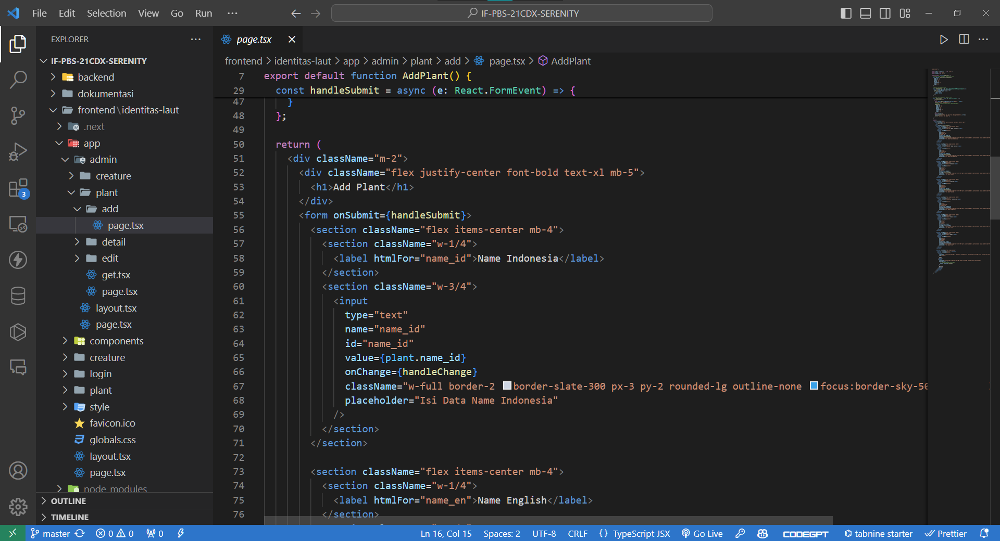 File Edit Selection View Go Run ···
IF-PBS-21CDX-SERENITY
EXPLORER
IF-PBS-21CDX-SERENITY
backend
dokumentasi
frontend\identitas-laut
.next
app
admin
creature
plant
add
page.tsx
detail
edit
get.tsx
page.tsx
layout.tsx
page.tsx
components
creature
login
plant
style
favicon.ico
globals.css
layout.tsx
page.tsx
node_modules
OUTLINE
TIMELINE
3
page.tsx
frontend > identitas-laut > app > admin > plant > add > page.tsx > AddPlant
7 export default function AddPlant() {
29 const handleSubmit = async (e: React.FormEvent) => {
47 }
48 };
49
50 return (
51 <div className="m-2">
52 <div className="flex justify-center font-bold text-xl mb-5">
53 <h1>Add Plant</h1>
54 </div>
55 <form onSubmit={handleSubmit}>
56 <section className="flex items-center mb-4">
57 <section className="w-1/4">
58 <label htmlFor="name_id">Name Indonesia</label>
59 </section>
60 <section className="w-3/4">
61 <input
62 type="text"
63 name="name_id"
64 id="name_id"
65 value={plant.name_id}
66 onChange={handleChange}
67 className="w-full border-2 border-slate-300 px-3 py-2 rounded-lg outline-none focus:border-sky-50
68 placeholder="Isi Data Name Indonesia"
69 />
70 </section>
71 </section>
72
73 <section className="flex items-center mb-4">
74 <section className="w-1/4">
75 <label htmlFor="name_en">Name English</label>
76 </section>
master 0 0 0 Ln 16, Col 15 Spaces: 2 UTF-8 CRLF {} TypeScript JSX Go Live CODEGPT tabnine starter Prettier